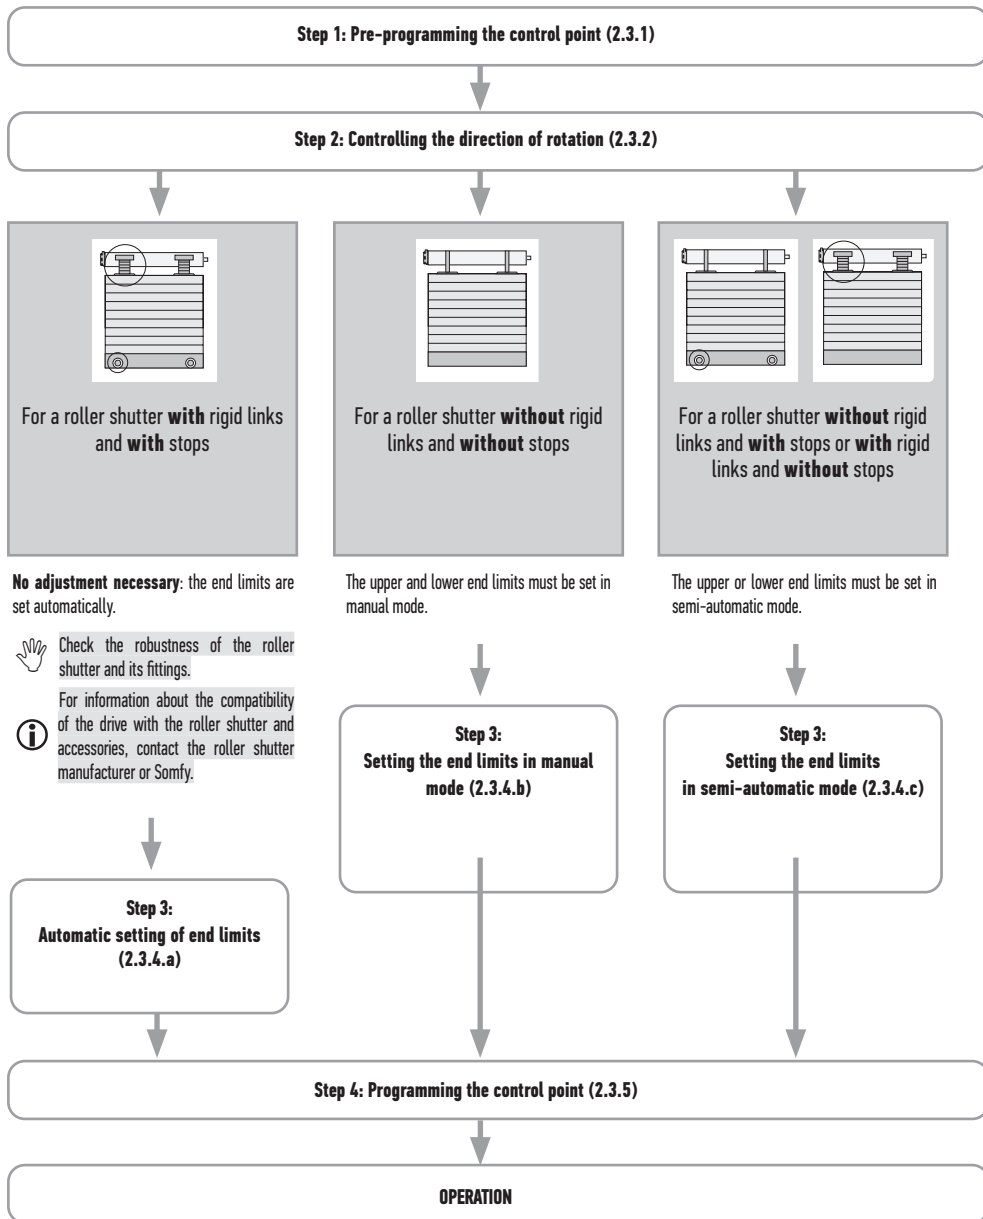 Step 1: Pre-programming the control point (2.3.1)
Step 2: Controlling the direction of rotation (2.3.2)
For a roller shutter with rigid links
and with stops
For a roller shutter without rigid
links and without stops
For a roller shutter without rigid
links and with stops or with rigid
links and without stops
No adjustment necessary: the end limits are
set automatically.
Check the robustness of the roller
shutter and its fittings.
For information about the compatibility
of the drive with the roller shutter and
accessories, contact the roller shutter
manufacturer or Somfy.
The upper and lower end limits must be set in
manual mode.
The upper or lower end limits must be set in
semi-automatic mode.
Step 3:
Automatic setting of end limits
(2.3.4.a)
Step 3:
Setting the end limits in manual
mode (2.3.4.b)
Step 3:
Setting the end limits
in semi-automatic mode (2.3.4.c)
Step 4: Programming the control point (2.3.5)
OPERATION